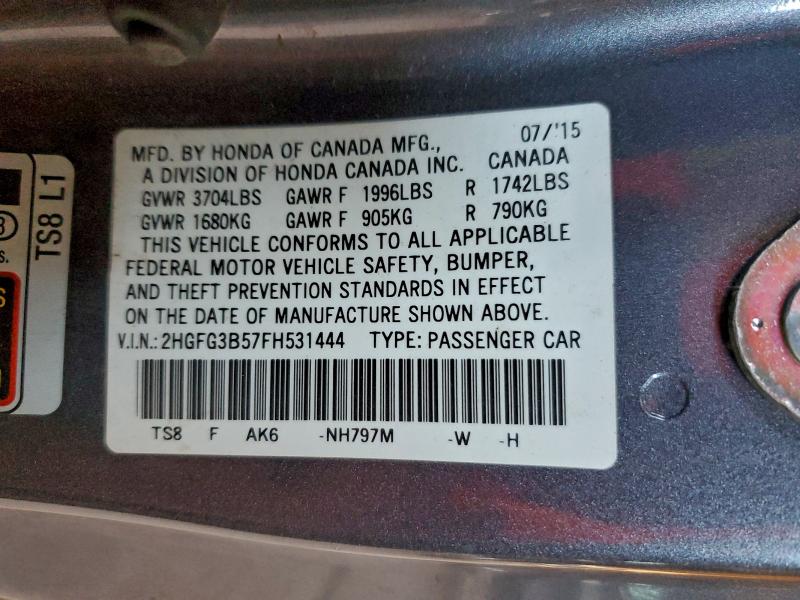 07/'15
MFD. BY HONDA OF CANADA MFG.,
A DIVISION OF HONDA CANADA INC. CANADA
GVWR 3704LBS GAWR F 1996LBS R 1742LBS
GVWR 1680KG GAWR F 905KG R 790KG
THIS VEHICLE CONFORMS TO ALL APPLICABLE
FEDERAL MOTOR VEHICLE SAFETY, BUMPER,
AND THEFT PREVENTION STANDARDS IN EFFECT
ON THE DATE OF MANUFACTURE SHOWN ABOVE.
V.I.N.: 2HGFG3B57FH531444 TYPE: PASSENGER CAR
TS8 F AK6 -NH797M -W -H
TS8 L1